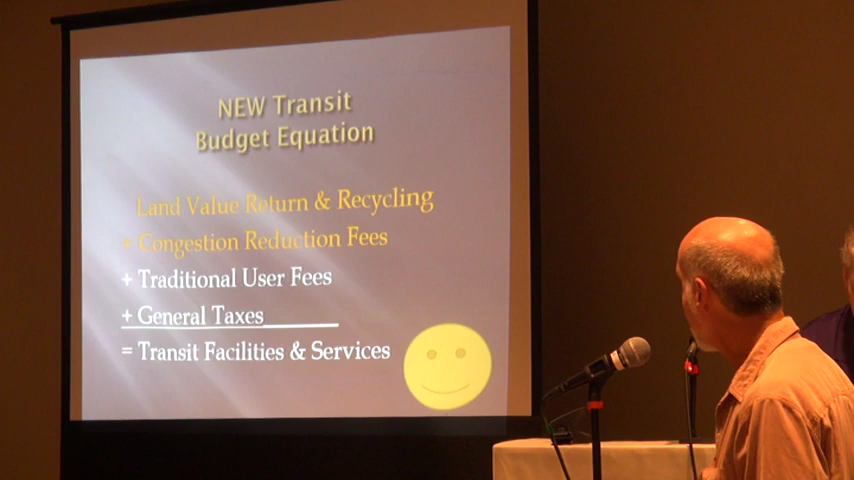 NEW Transit
Budget Equation
Land Value Return & Recycling
+ Congestion Reduction Fees
+ Traditional User Fees
+ General Taxes
= Transit Facilities & Services